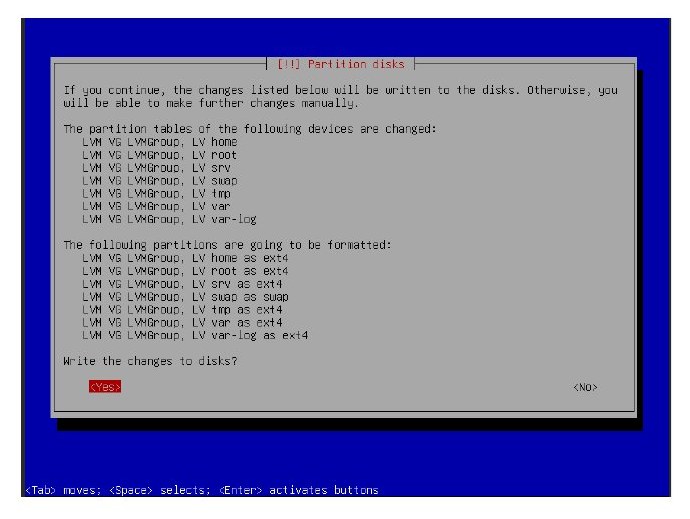 [!!] Partition disks
If you continue, the changes listed below will be written to the disks. Otherwise, you
will be able to make further changes manually.
The partition tables of the following devices are changed:
LVM VG LVMGroup, LV home
LVM VG LVMGroup, LV root
LVM VG LVMGroup, LV srv
LVM VG LVMGroup, LV swap
LVM VG LVMGroup, LV tmp
LVM VG LVMGroup, LV var
LVM VG LVMGroup, LV var-log
The following partitions are going to be formatted:
LVM VG LVMGroup, LV home as ext4
LVM VG LVMGroup, LV root as ext4
LVM VG LVMGroup, LV srv as ext4
LVM VG LVMGroup, LV swap as swap
LVM VG LVMGroup, LV tmp as ext4
LVM VG LVMGroup, LV var as ext4
LVM VG LVMGroup, LV var-log as ext4
Write the changes to disks?
<Yes> <No>
<Tab> moves; <Space> selects; <Enter> activates buttons